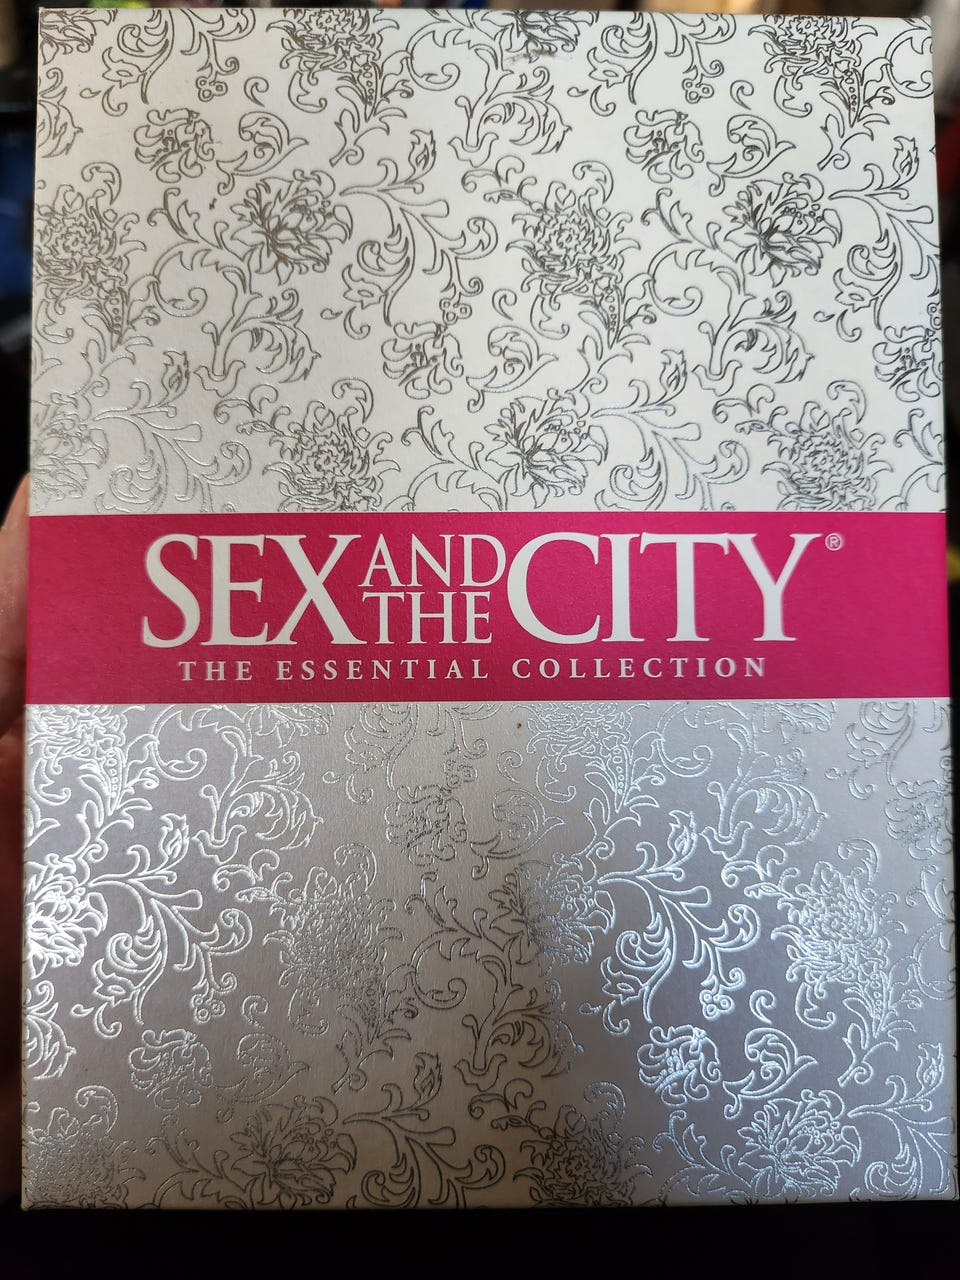 SEX AND THE CITY®
THE ESSENTIAL COLLECTION